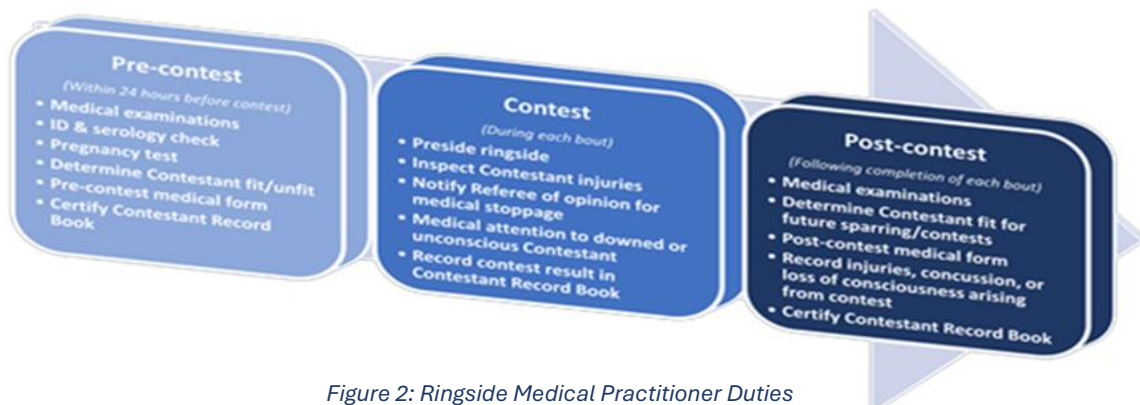 Pre-contest
(Within 24 hours before contest)
• Medical examinations
• ID & serology check
• Pregnancy test
• Determine Contestant fit/unfit
• Pre-contest medical form
• Certify Contestant Record
Book
Contest
(During each bout)
• Preside ringside
• Inspect Contestant injuries
• Notify Referee of opinion for
medical stoppage
• Medical attention to downed or
unconscious Contestant
• Record contest result in
Contestant Record Book
Post-contest
(Following completion of each bout)
• Medical examinations
• Determine Contestant fit for
future sparring/contests
• Post-contest medical form
• Record injuries, concussion, or
loss of consciousness arising
from contest
• Certify Contestant Record Book
Figure 2: Ringside Medical Practitioner Duties